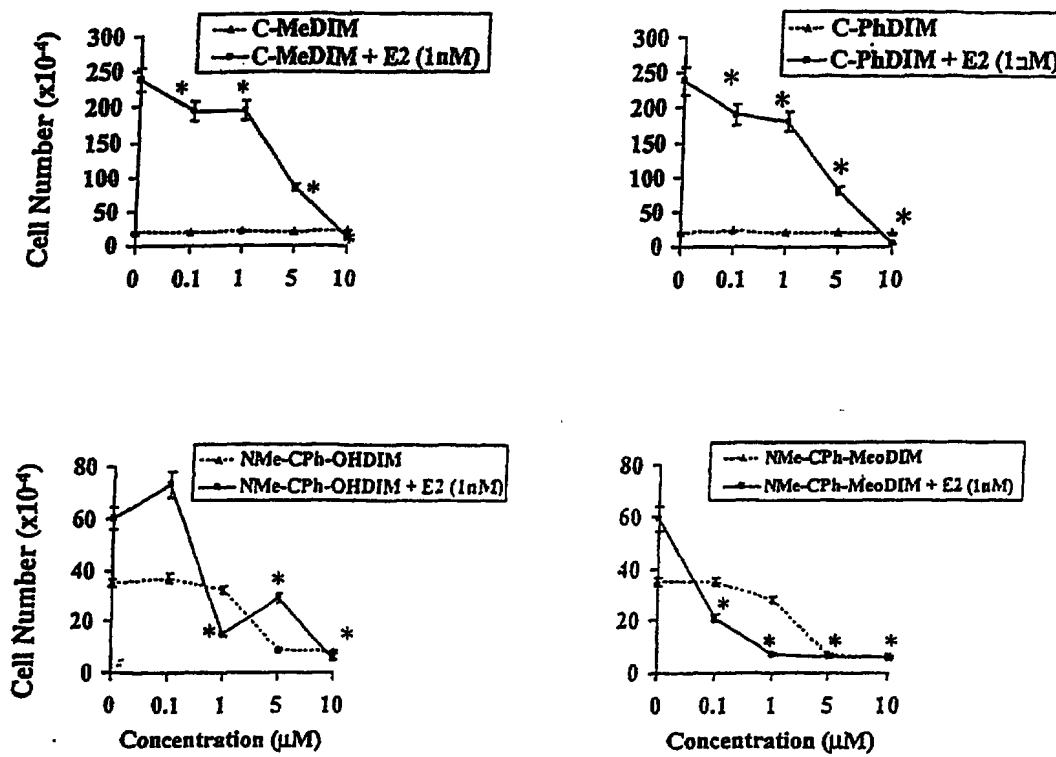 C-MeDIM
C-MeDIM + E2 (1nM)
Cell Number (x10⁻⁴)
300
250
200
150
100
50
0
*
*
*
*
0 0.1 1 5 10
C-PhDIM
C-PhDIM + E2 (1nM)
300
250
200
150
100
50
0
*
*
*
*
0 0.1 1 5 10
NMe-CPh-OHDIM
NMe-CPh-OHDIM + E2 (1nM)
Cell Number (x10⁻⁴)
80
60
40
20
0
*
*
*
0 0.1 1 5 10
Concentration (µM)
NMe-CPh-MeoDIM
NMe-CPh-MeoDIM + E2 (1nM)
80
60
40
20
0
*
*
*
*
0 0.1 1 5 10
Concentration (µM)